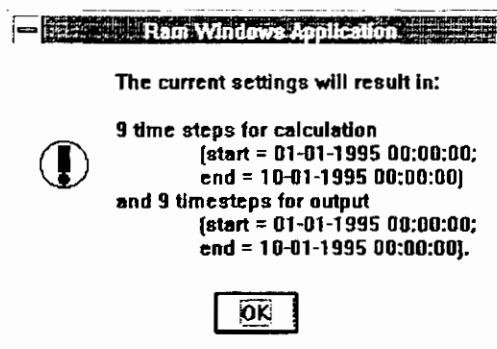 Ram Windows Application
The current settings will result in:
9 time steps for calculation
(start = 01-01-1995 00:00:00;
end = 10-01-1995 00:00:00)
and 9 timesteps for output
(start = 01-01-1995 00:00:00;
end = 10-01-1995 00:00:00).
OK